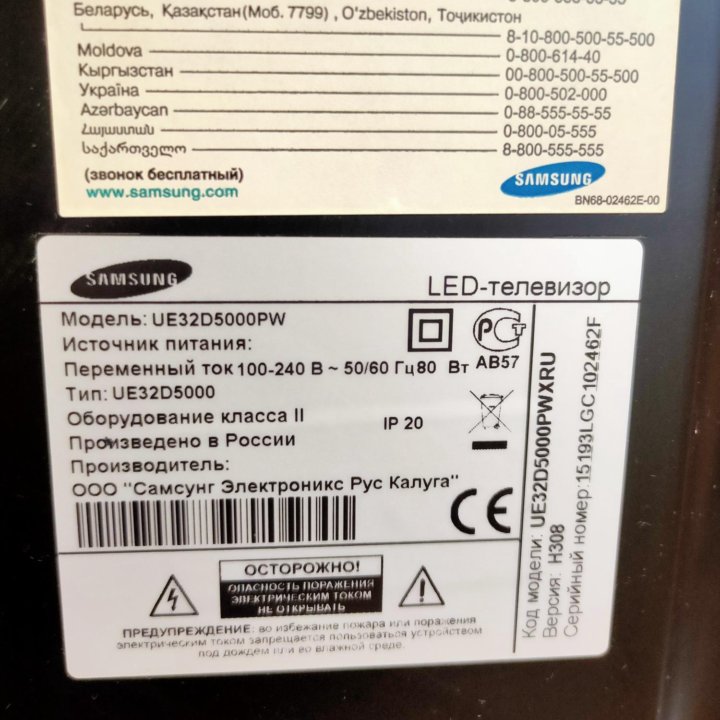 Беларусь, Қазақстан(Моб. 7799) , O'zbekiston, Тоҷикистон
8-10-800-500-55-500
Moldova 0-800-614-40
Кыргызстан 00-800-500-55-500
Україна 0-800-502-000
Azərbaycan 0-88-555-55-55
Հայաստան 0-800-05-555
საქართველო 8-800-555-555
(звонок бесплатный)
www.samsung.com
SAMSUNG
BN68-02462E-00
SAMSUNG
LED-телевизор
Модель: UE32D5000PW
Источник питания:
Переменный ток 100-240 В ~ 50/60 Гц 80 Вт
Тип: UE32D5000
Оборудование класса II
IP 20
Произведено в России
Производитель:
ООО "Самсунг Электроникс Рус Калуга"
РСТ
АВ57
CE
ОСТОРОЖНО!
ОПАСНОСТЬ ПОРАЖЕНИЯ
ЭЛЕКТРИЧЕСКИМ ТОКОМ
НЕ ОТКРЫВАТЬ
ПРЕДУПРЕЖДЕНИЕ: во избежание пожара или поражения
электрическим током запрещается пользоваться устройством
под дождем или во влажной среде.
Код модели: UE32D5000PWXRU
Версия: H308
Серийный номер:15193LGC102462F